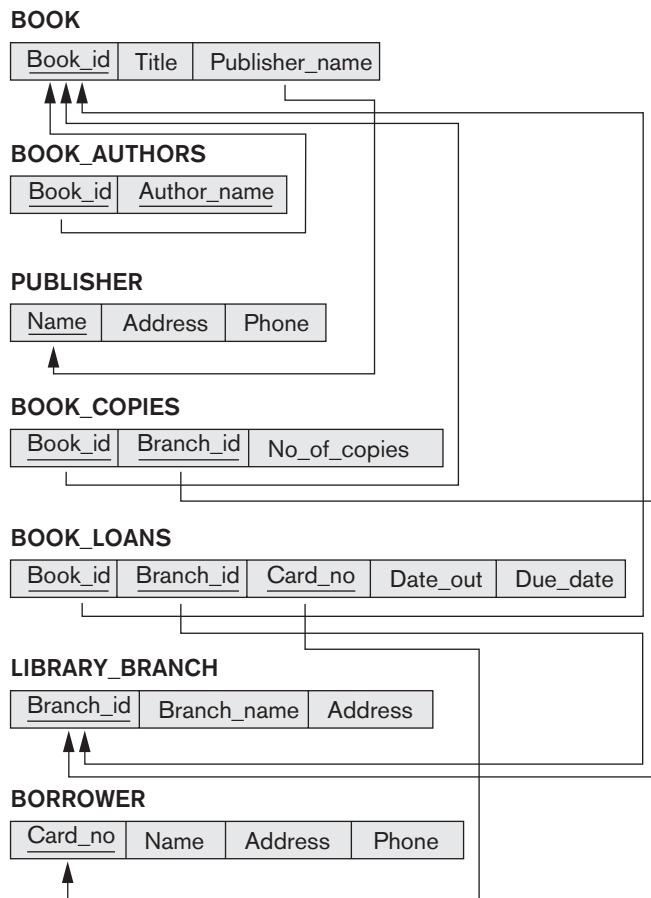 BOOK
Book_id Title Publisher_name
BOOK_AUTHORS
Book_id Author_name
PUBLISHER
Name Address Phone
BOOK_COPIES
Book_id Branch_id No_of_copies
BOOK_LOANS
Book_id Branch_id Card_no Date_out Due_date
LIBRARY_BRANCH
Branch_id Branch_name Address
BORROWER
Card_no Name Address Phone